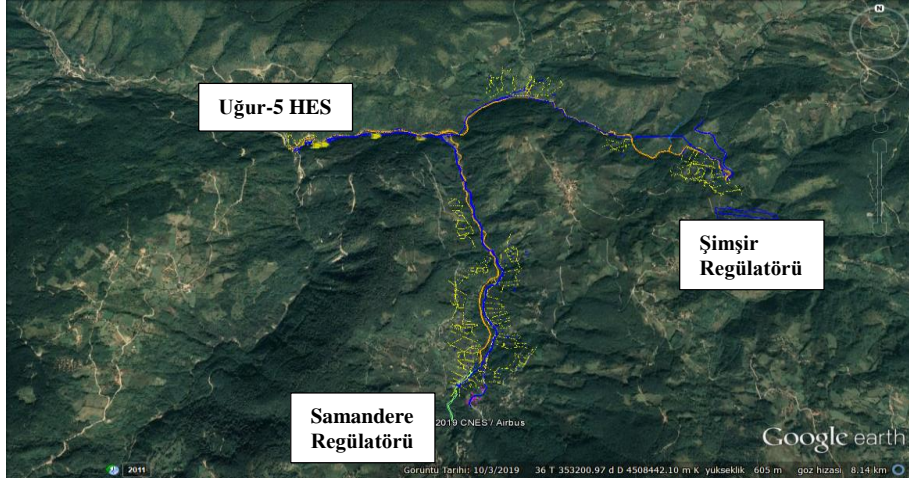 N
Uğur-5 HES
Şimşir
Regülatörü
Samandere
Regülatörü
2019 CNES / Airbus
Google earth
2011
Görüntü Tarihi: 10/3/2019 36 T 353200.97 d D 4508442.10 m K yükseklik 605 m göz hizası 8.14 km